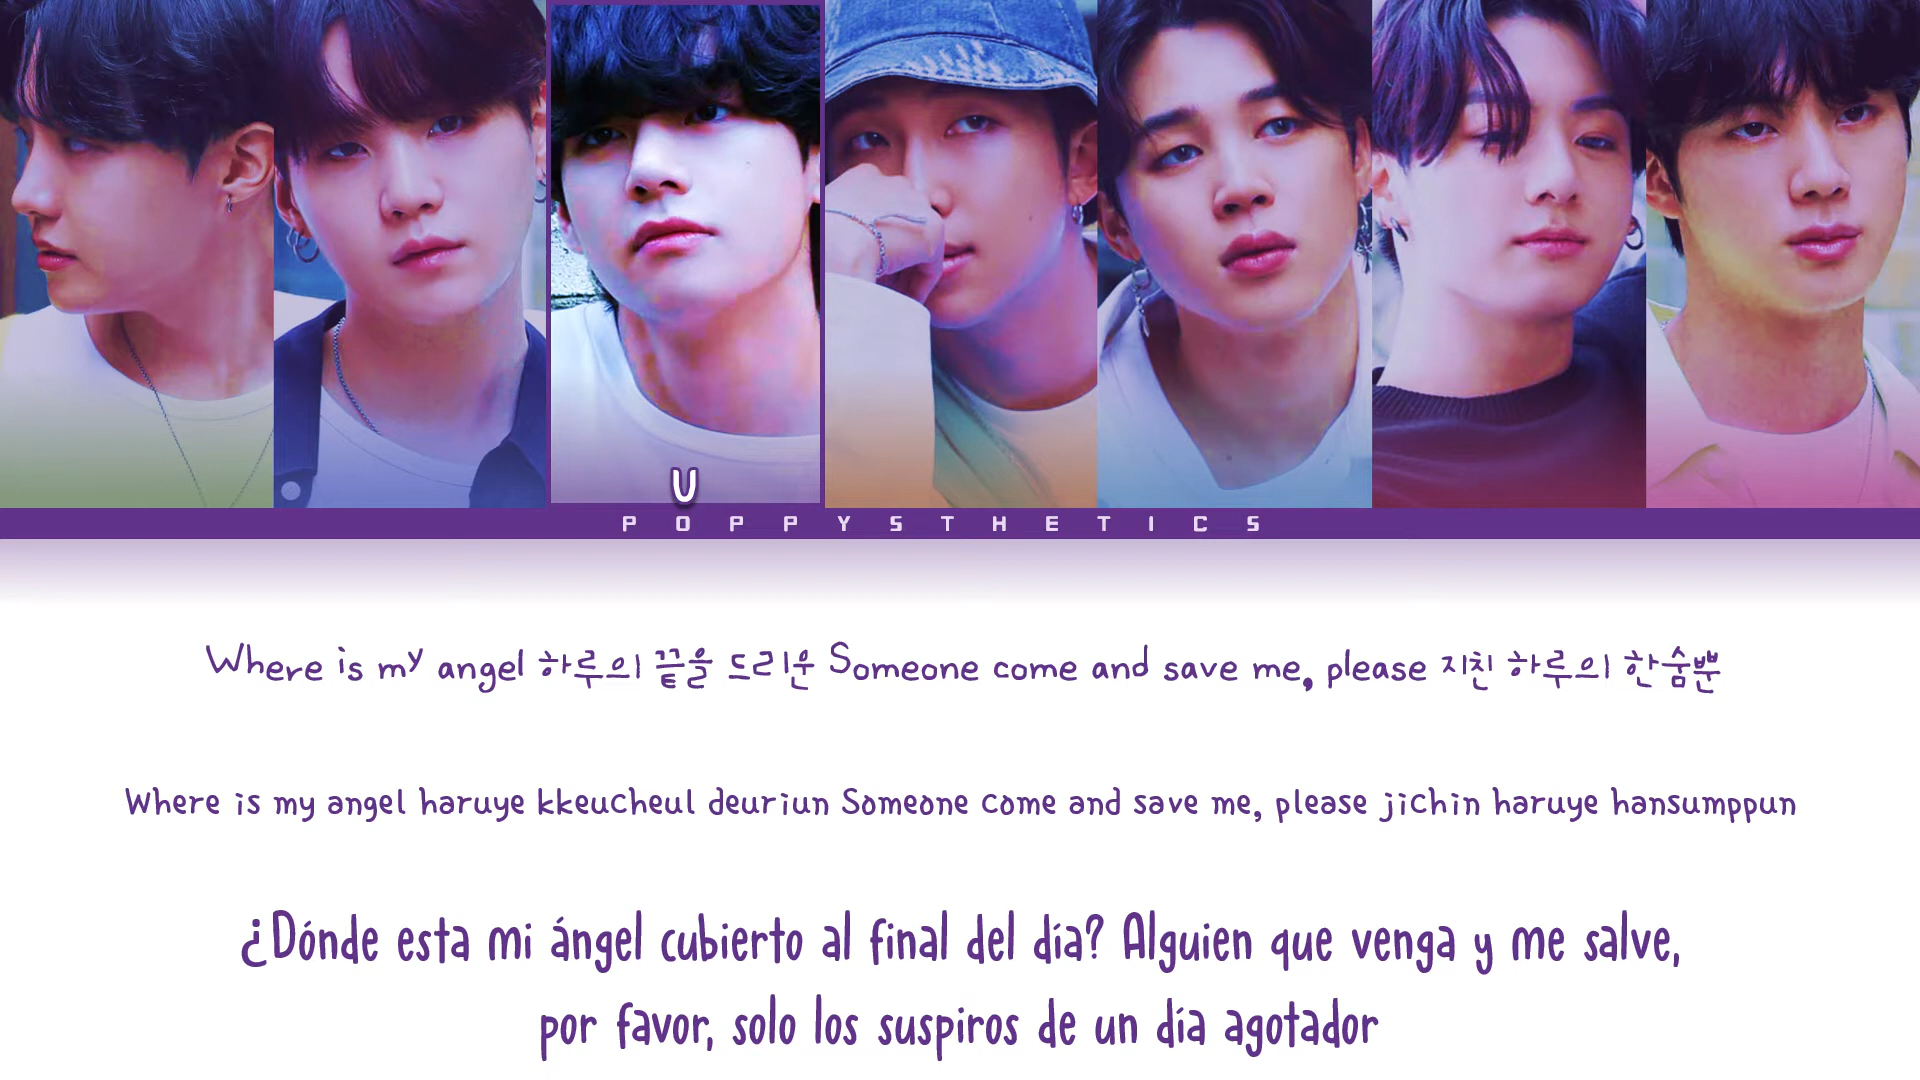 U
POPPYSTHETICS
Where is my angel 하루의 끝을 드리운 Someone come and save me, please 지친 하루의 한숨뿐
Where is my angel haruye kkeucheul deuriun Someone come and save me, please jichin haruye hansumppun
¿Dónde esta mi ángel cubierto al final del día? Alguien que venga y me salve,
por favor, solo los suspiros de un día agotador